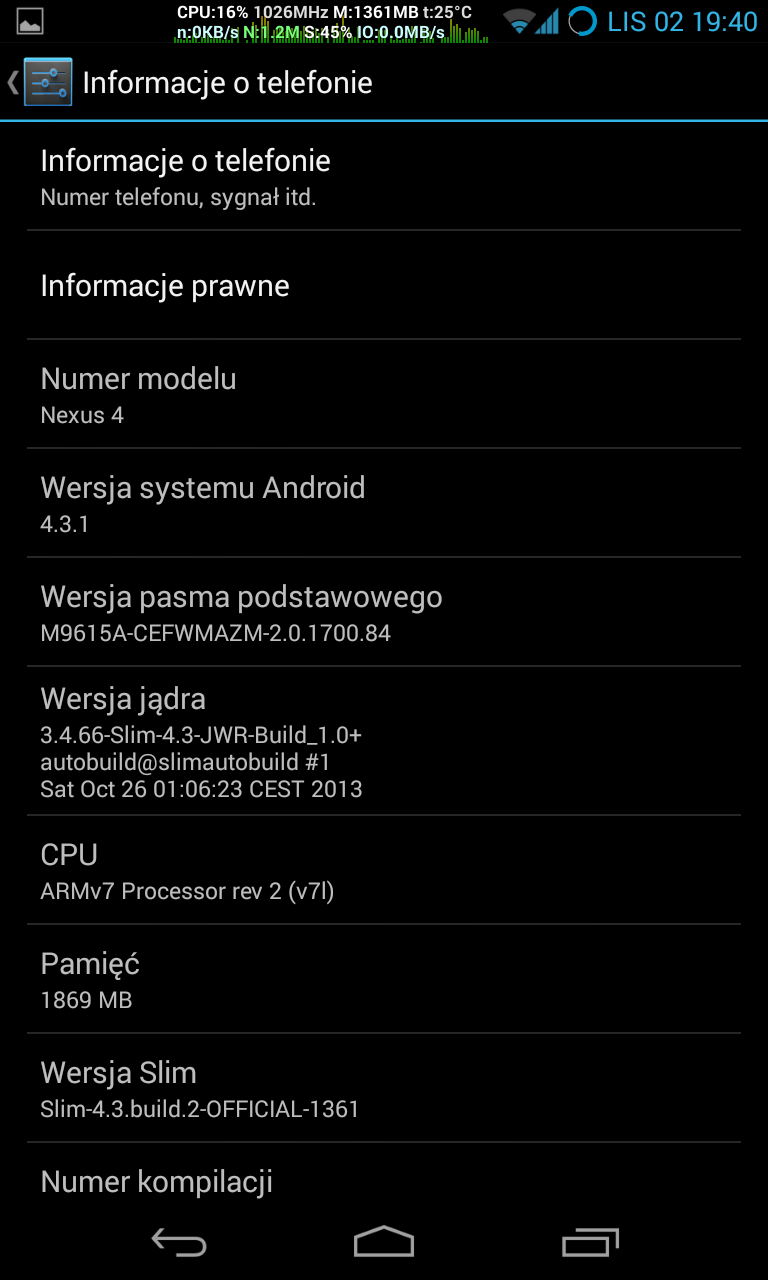 CPU:16% 1026MHz M:1361MB t:25°C
n:0KB/s N:1.2M S:45% IO:0.0MB/s
LIS 02 19:40
Informacje o telefonie
Informacje o telefonie
Numer telefonu, sygnał itd.
Informacje prawne
Numer modelu
Nexus 4
Wersja systemu Android
4.3.1
Wersja pasma podstawowego
M9615A-CEFWMAZM-2.0.1700.84
Wersja jądra
3.4.66-Slim-4.3-JWR-Build_1.0+
autobuild@slimautobuild #1
Sat Oct 26 01:06:23 CEST 2013
CPU
ARMv7 Processor rev 2 (v7l)
Pamięć
1869 MB
Wersja Slim
Slim-4.3.build.2-OFFICIAL-1361
Numer kompilacji